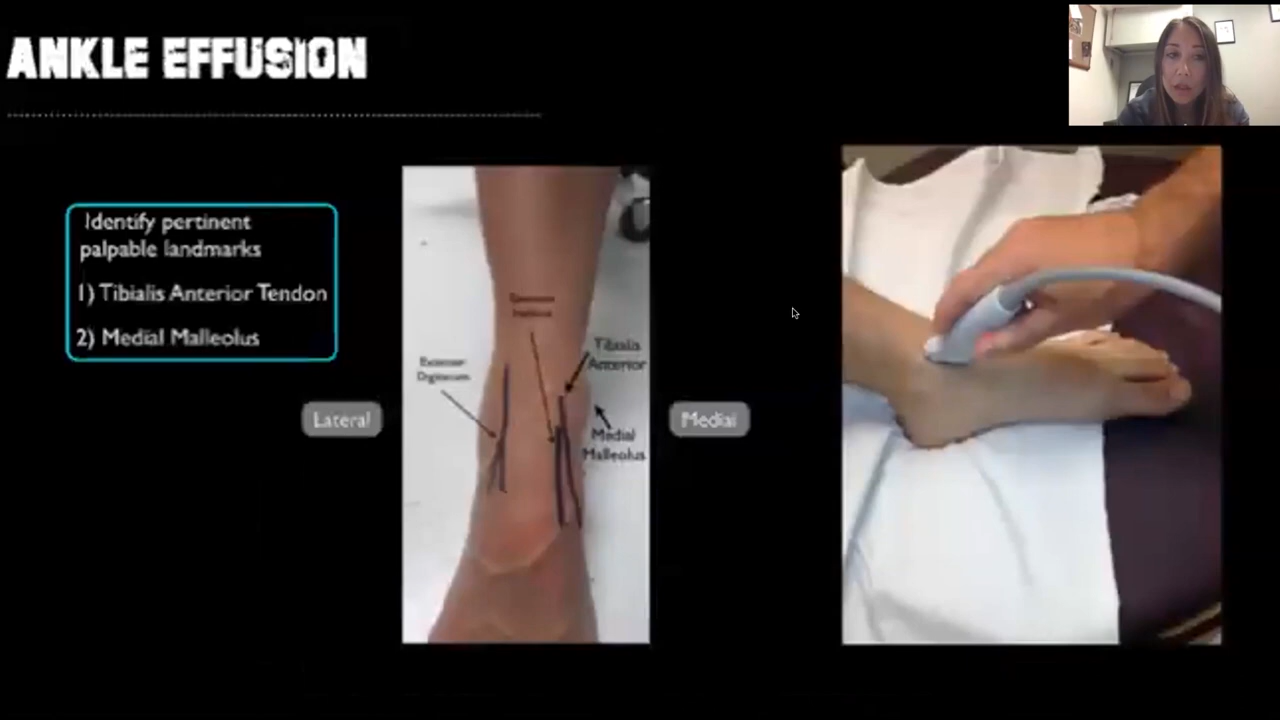 ANKLE EFFUSION
Identify pertinent
palpable landmarks
1) Tibialis Anterior Tendon
2) Medial Malleolus
Lateral
Extensor
Digitorum
Tibialis
Anterior
Medial
Malleolus
Medial